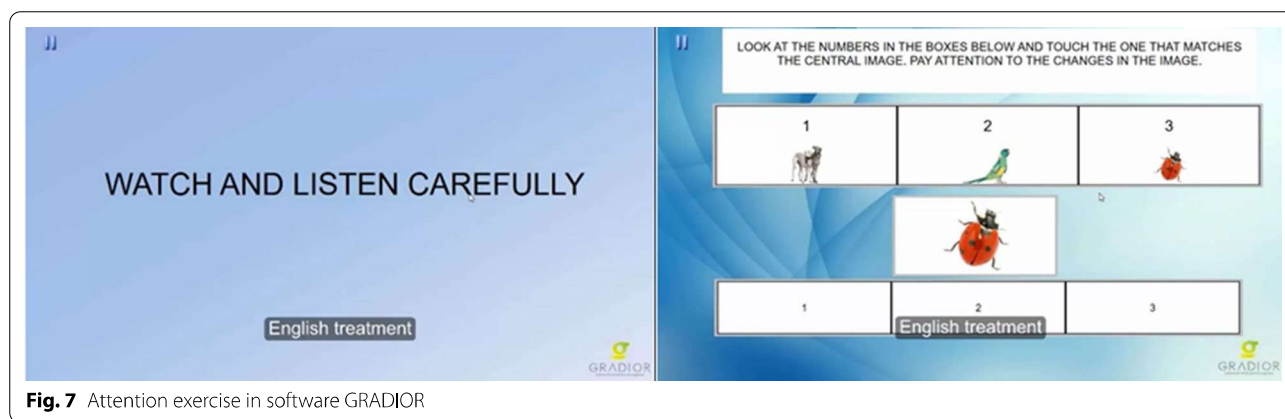 WATCH AND LISTEN CAREFULLY
English treatment
GRADIOR
LOOK AT THE NUMBERS IN THE BOXES BELOW AND TOUCH THE ONE THAT MATCHES
THE CENTRAL IMAGE. PAY ATTENTION TO THE CHANGES IN THE IMAGE.
1 2 3
1 2 3
English treatment
GRADIOR
Fig. 7 Attention exercise in software GRADIOR